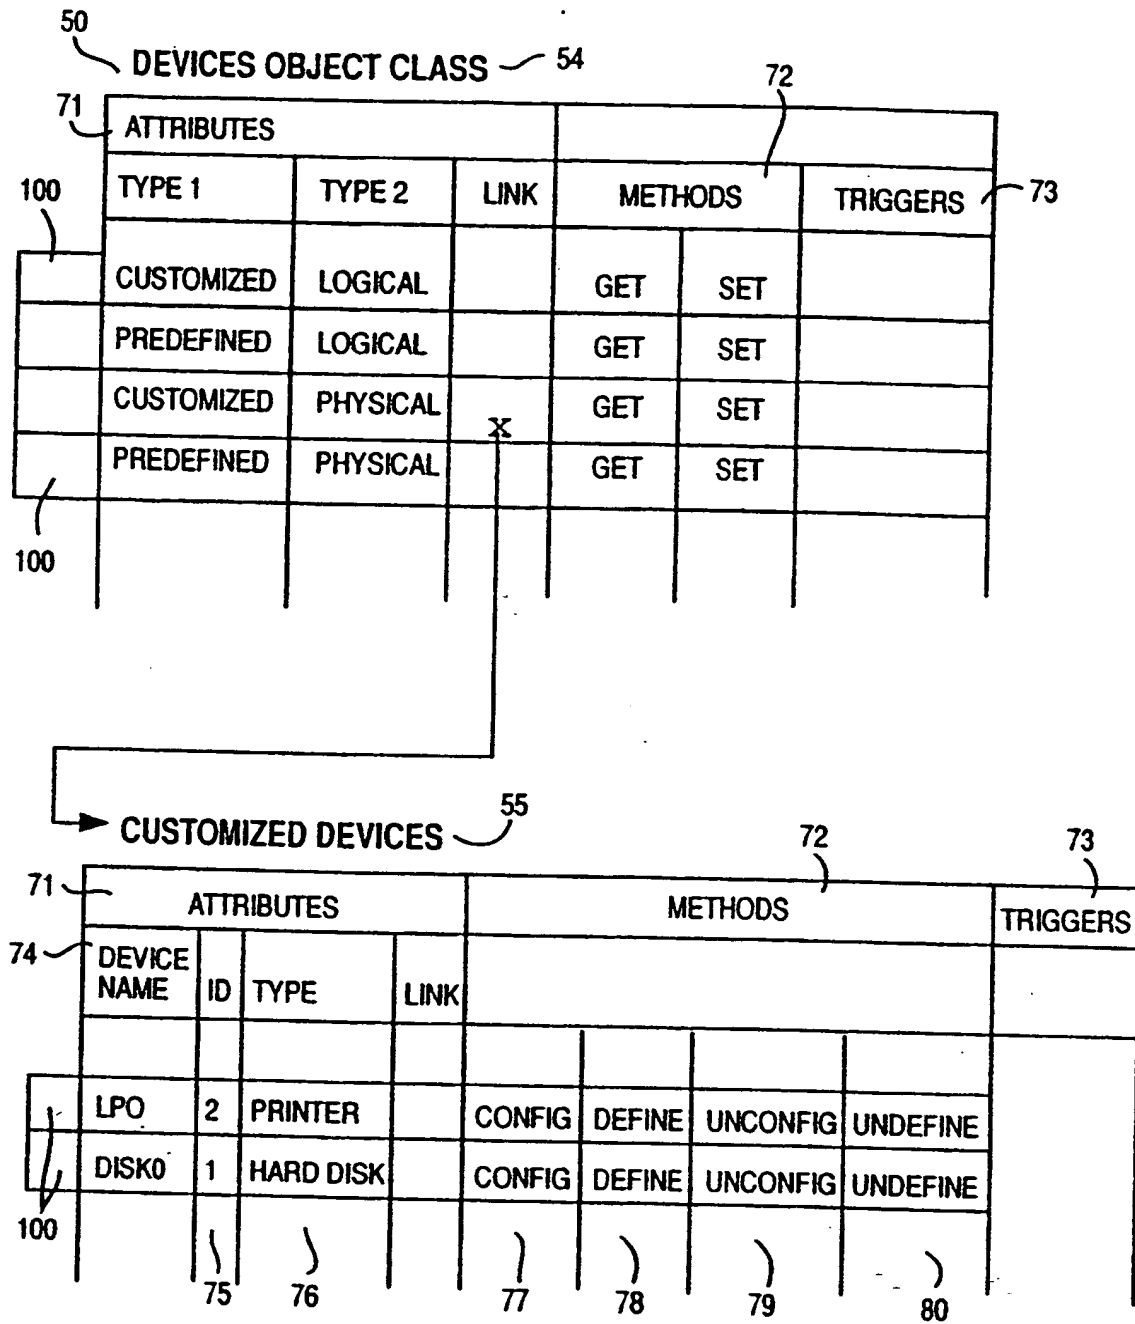 50
DEVICES OBJECT CLASS 54
72
71 ATTRIBUTES
TYPE 1 TYPE 2 LINK METHODS TRIGGERS 73
100
CUSTOMIZED LOGICAL GET SET
PREDEFINED LOGICAL GET SET
CUSTOMIZED PHYSICAL GET SET
X
PREDEFINED PHYSICAL GET SET
100
CUSTOMIZED DEVICES 55
72 73
71 ATTRIBUTES METHODS TRIGGERS
74 DEVICE
NAME ID TYPE LINK
LPO 2 PRINTER CONFIG DEFINE UNCONFIG UNDEFINE
DISK0 1 HARD DISK CONFIG DEFINE UNCONFIG UNDEFINE
100
75 76 77 78 79 80